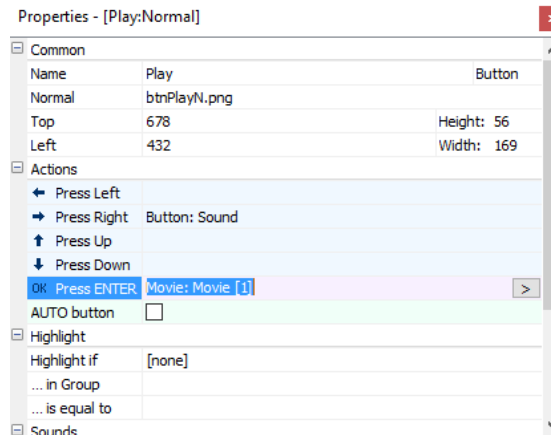 Properties - [Play:Normal]
Common
Name Play Button
Normal btnPlayN.png
Top 678 Height: 56
Left 432 Width: 169
Actions
Press Left
Press Right Button: Sound
Press Up
Press Down
OK Press ENTER Movie: Movie [1] >
AUTO button
Highlight
Highlight if [none]
... in Group
... is equal to
Sounds